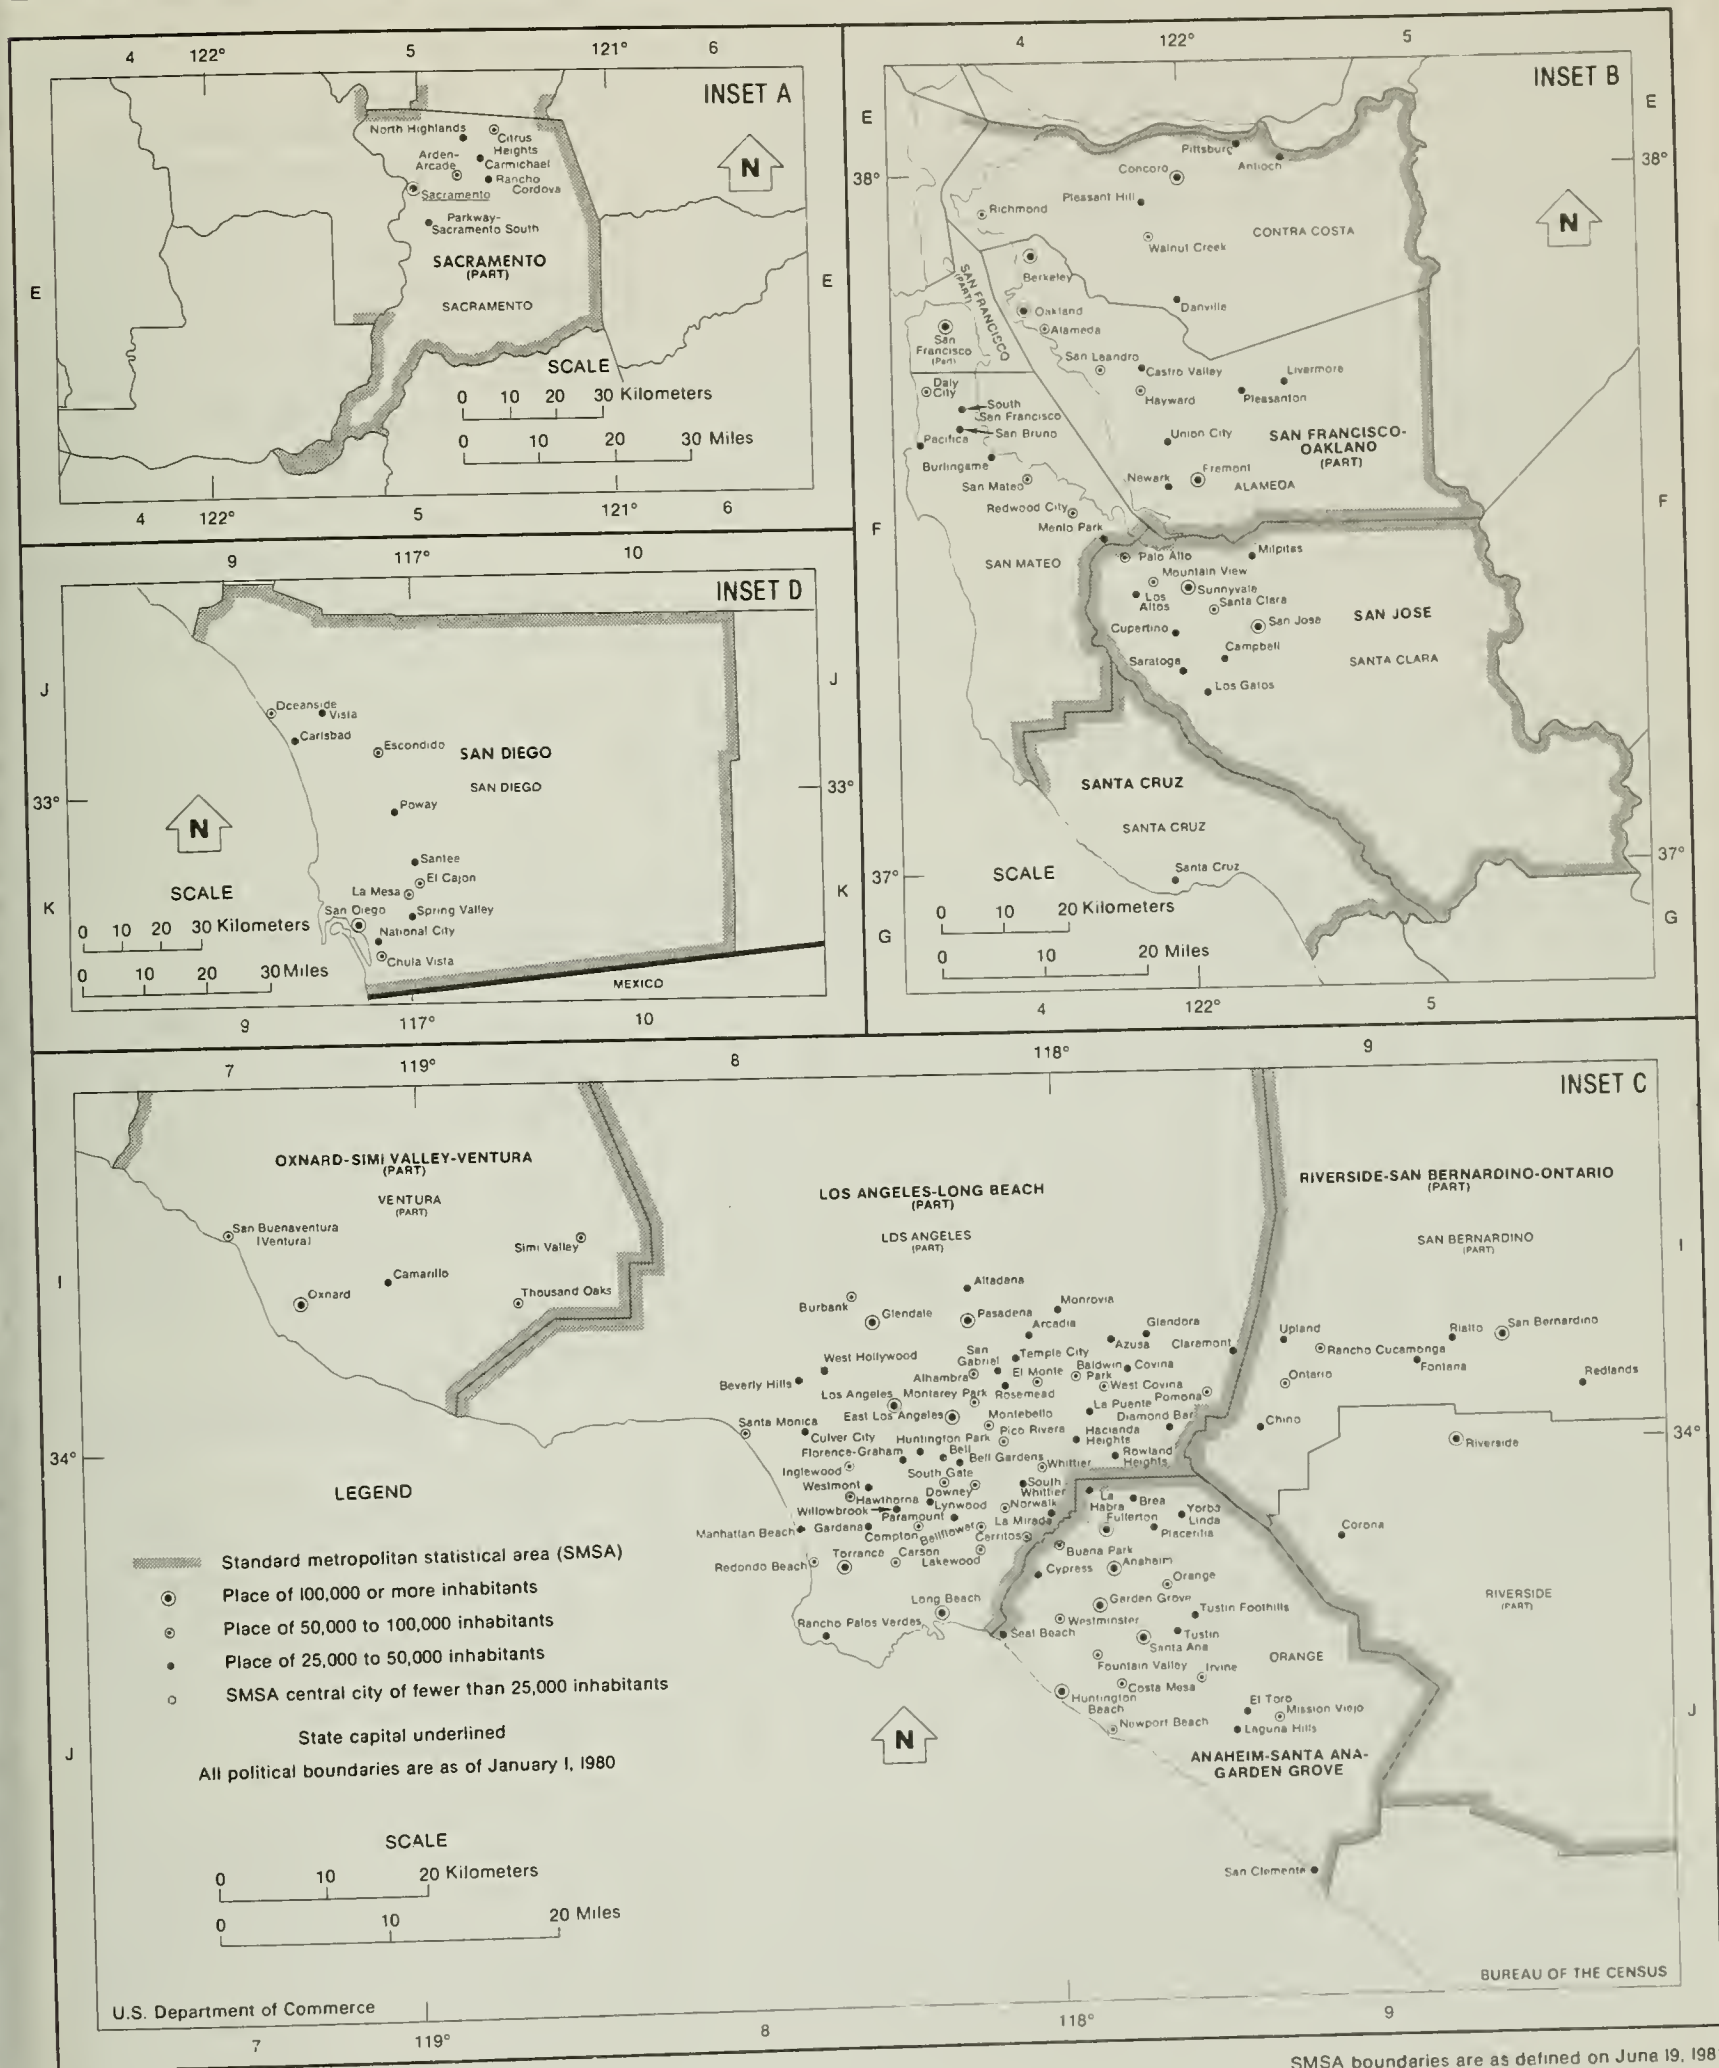 4 122° 5 121° 6
INSET A
North Highlands
Citrus
Heights
Arden-
Arcade
Carmichael
Rancho
Cordova
Sacramento
Parkway-
Sacramento South
SACRAMENTO
(PART)
SACRAMENTO
E E
N
SCALE
0 10 20 30 Kilometers
0 10 20 30 Miles
4 122° 5 121° 6
4 122° 5
INSET B
E E
38° 38°
N
Pittsburg
Antioch
Concord
Pleasant Hill
Richmond
Walnut Creek
CONTRA COSTA
Berkeley
SAN FRANCISCO
(PART)
SAN FRANCISCO
Danville
Oakland
Alameda
San
Francisco
(Part)
San Leandro
Castro Valley
Livermore
Daly
City
Hayward
Pleasanton
South
San Francisco
San Bruno
Pacifica
Union City
SAN FRANCISCO-
OAKLANO
(PART)
Burlingame
San Mateo
Newark
Fremont
ALAMEDA
Redwood City
Menlo Park
F F
SAN MATEO
Palo Alto
Milpitas
Mountain View
Sunnyvale
Los
Altos
Santa Clara
San Jose
SAN JOSE
Cupertino
Campbell
Saratoga
SANTA CLARA
Los Gatos
SANTA CRUZ
SANTA CRUZ
Santa Cruz
37° 37°
SCALE
0 10 20 Kilometers
0 10 20 Miles
G G
4 122° 5
9 117° 10
INSET D
J J
Oceanside
Vista
Carlsbad
Escondido
SAN DIEGO
SAN DIEGO
33° 33°
N
Poway
Santee
El Cajon
La Mesa
San Diego
Spring Valley
National City
Chula Vista
K K
SCALE
0 10 20 30 Kilometers
0 10 20 30 Miles
MEXICO
9 117° 10
7 119° 8 118° 9
INSET C
OXNARD-SIMI VALLEY-VENTURA
(PART)
VENTURA
(PART)
San Buenaventura
(Ventura)
Simi Valley
Camarillo
Oxnard
Thousand Oaks
LOS ANGELES-LONG BEACH
(PART)
LDS ANGELES
(PART)
RIVERSIDE-SAN BERNARDINO-ONTARIO
(PART)
SAN BERNARDINO
(PART)
I I
Altadana
Burbank
Glendale
Pasadena
Monrovia
Arcadia
Glendora
Azusa
Claramont
Upland
Rialto
San Bernardino
Rancho Cucamonga
Fontana
Redlands
Ontario
West Hollywood
San
Gabriel
Temple City
Baldwin
Park
Covina
Beverly Hills
Alhambra
El Monte
West Covina
Pomona
Los Angeles
Monterey Park
Rosemead
La Puente
East Los Angeles
Montebello
Diamond Bar
Chino
Santa Monica
Culver City
Huntington Park
Pico Rivera
Hacianda
Heights
Riverside
Florence-Graham
Bell
Bell Gardens
Whittier
Rowland
Heights
34° 34°
Inglewood
South Gate
Westmont
Downey
South
Whittier
Hawthorna
Lynwood
Norwalk
La
Habra
Brea
Yorba
Linda
Willowbrook
Paramount
La Mirada
Fullerton
Placentia
Manhattan Beach
Gardana
Compton
Bellflower
Cerritos
Buena Park
Corona
Redondo Beach
Torranca
Carson
Lakewood
Cypress
Anaheim
Orange
Long Beach
Garden Grove
Tustin Foothills
RIVERSIDE
(PART)
Rancho Palos Verdas
Westminster
Seal Beach
Tustin
Santa Ana
Fountain Valley
Irvine
ORANGE
Costa Mesa
Huntington
Beach
Newport Beach
El Toro
Mission Viejo
Laguna Hills
ANAHEIM-SANTA ANA-
GARDEN GROVE
San Clemente
N
LEGEND
Standard metropolitan statistical area (SMSA)
Place of 100,000 or more inhabitants
Place of 50,000 to 100,000 inhabitants
Place of 25,000 to 50,000 inhabitants
SMSA central city of fewer than 25,000 inhabitants
State capital underlined
All political boundaries are as of January 1, 1980
J J
SCALE
0 10 20 Kilometers
0 10 20 Miles
U.S. Department of Commerce
BUREAU OF THE CENSUS
7 119° 8 118° 9
SMSA boundaries are as defined on June 19, 198